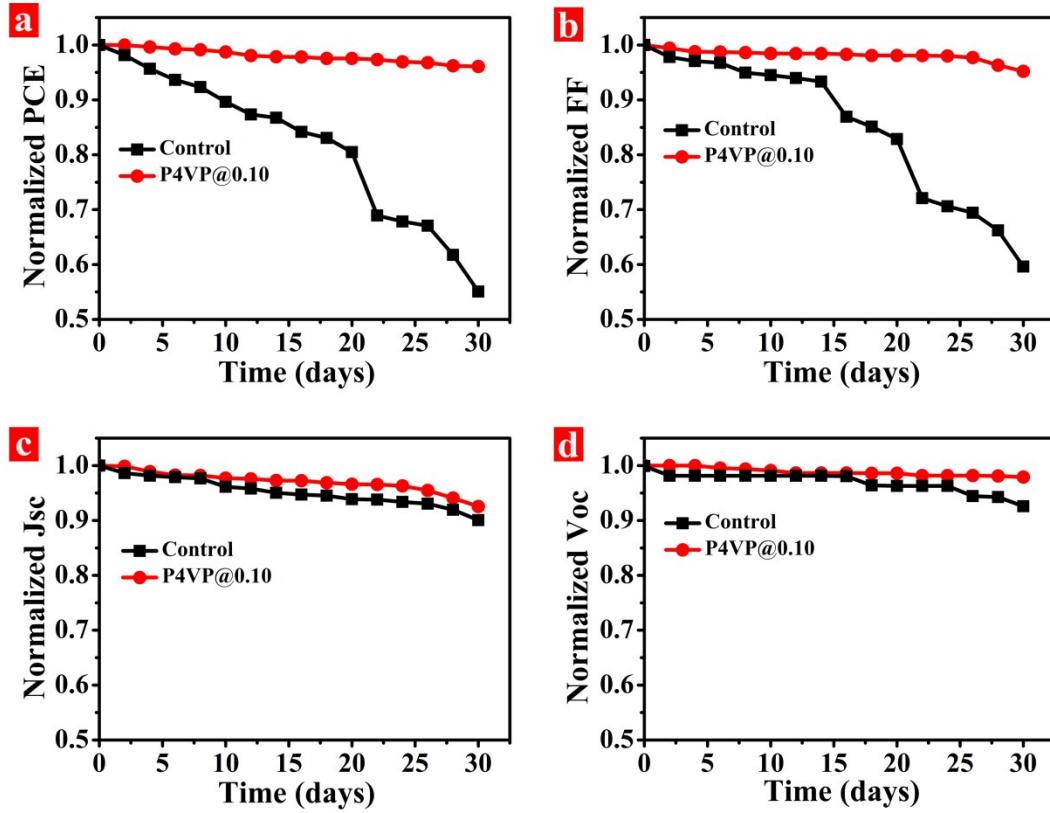 a
Normalized PCE
1.0
0.9
0.8
0.7
0.6
0.5
Control
P4VP@0.10
0 5 10 15 20 25 30
Time (days)
b
Normalized FF
1.0
0.9
0.8
0.7
0.6
0.5
Control
P4VP@0.10
0 5 10 15 20 25 30
Time (days)
c
Normalized Jsc
1.0
0.9
0.8
0.7
0.6
0.5
Control
P4VP@0.10
0 5 10 15 20 25 30
Time (days)
d
Normalized Voc
1.0
0.9
0.8
0.7
0.6
0.5
Control
P4VP@0.10
0 5 10 15 20 25 30
Time (days)